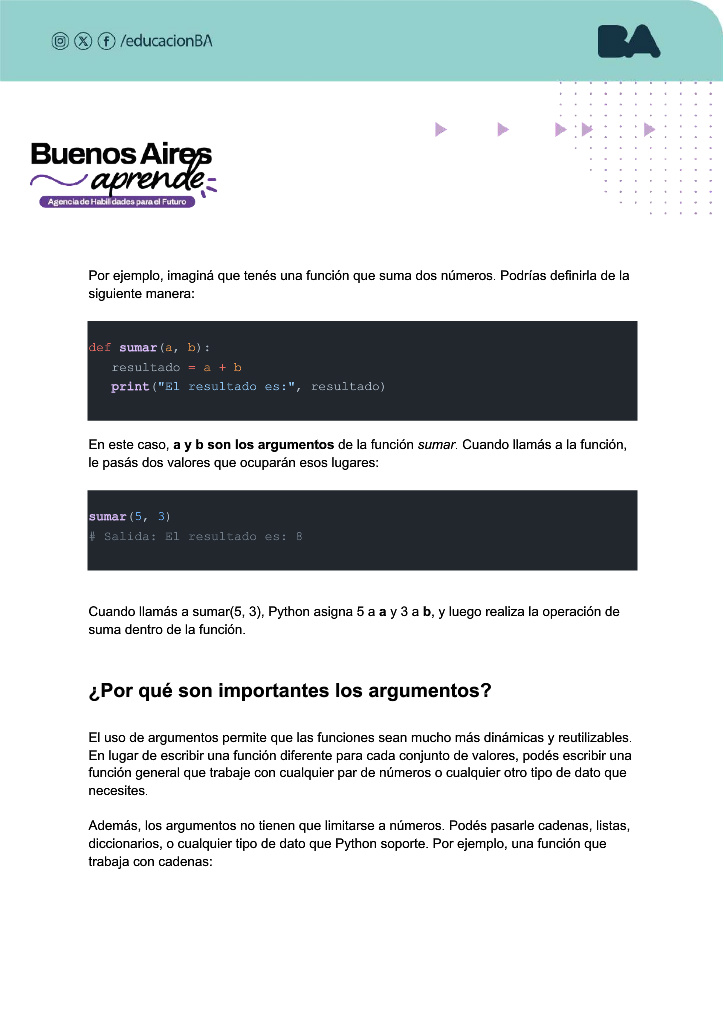 /educacionBA
BA
Buenos Aires
aprende
Agencia de Habilidades para el Futuro
Por ejemplo, imaginá que tenés una función que suma dos números. Podrías definirla de la
siguiente manera:
def sumar(a, b):
   resultado = a + b
   print("El resultado es:", resultado)
En este caso, a y b son los argumentos de la función sumar. Cuando llamás a la función,
le pasás dos valores que ocuparán esos lugares:
sumar(5, 3)
# Salida: El resultado es: 8
Cuando llamás a sumar(5, 3), Python asigna 5 a a y 3 a b, y luego realiza la operación de
suma dentro de la función.
¿Por qué son importantes los argumentos?
El uso de argumentos permite que las funciones sean mucho más dinámicas y reutilizables.
En lugar de escribir una función diferente para cada conjunto de valores, podés escribir una
función general que trabaje con cualquier par de números o cualquier otro tipo de dato que
necesites.
Además, los argumentos no tienen que limitarse a números. Podés pasarle cadenas, listas,
diccionarios, o cualquier tipo de dato que Python soporte. Por ejemplo, una función que
trabaja con cadenas: